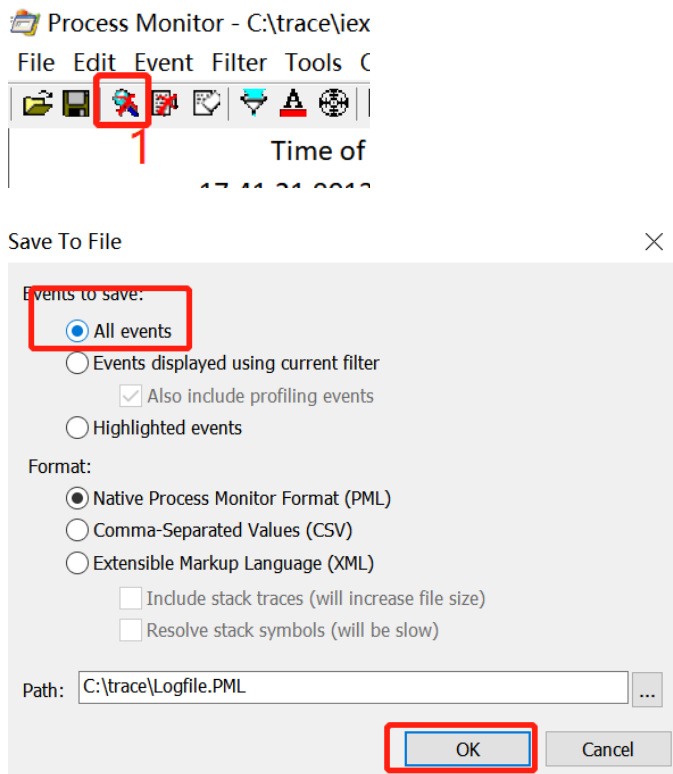 Process Monitor - C:\trace\iex
File Edit Event Filter Tools
1
Time of
Save To File
Events to save:
All events
Events displayed using current filter
Also include profiling events
Highlighted events
Format:
Native Process Monitor Format (PML)
Comma-Separated Values (CSV)
Extensible Markup Language (XML)
Include stack traces (will increase file size)
Resolve stack symbols (will be slow)
Path: C:\trace\Logfile.PML ...
OK Cancel